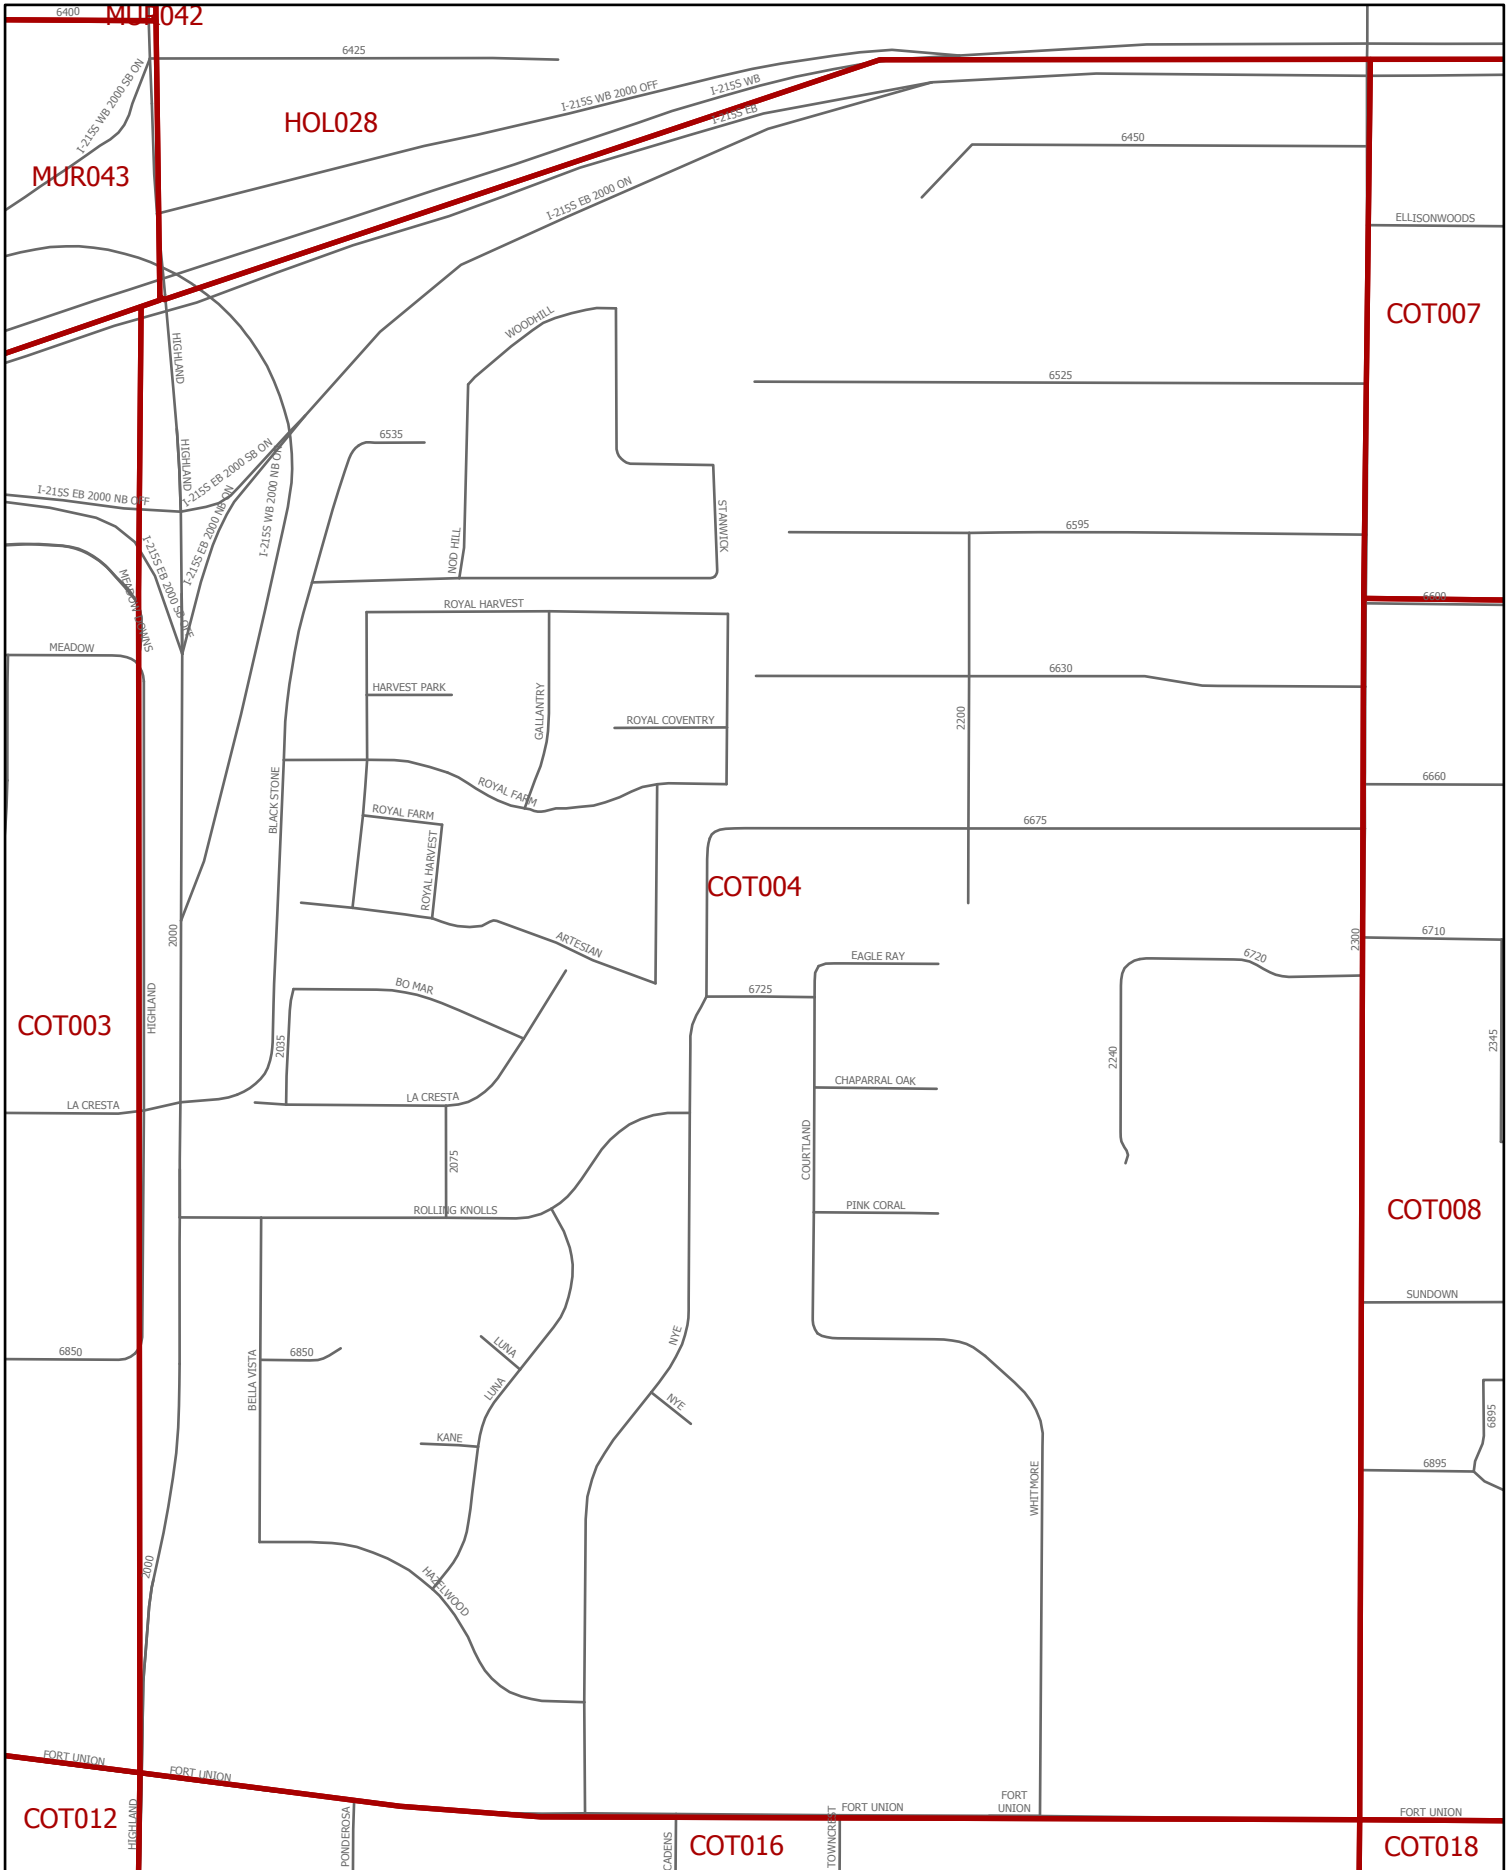 6400
MUR042
6425
I-215S WB 2000 SB ON
HOL028
I-215S WB 2000 OFF
I-215S WB
I-215S EB
6450
MUR043
I-215S EB 2000 ON
ELLISONWOODS
COT007
WOODHILL
HIGHLAND
6525
6535
HIGHLAND
I-215S EB 2000 SB ON
I-215S EB 2000 NB OFF
I-215S EB 2000 NB ON
I-215S WB 2000 NB ON
STANWICK
6595
NOD HILL
I-215S EB 2000 SB OFF
MEADOW DOWNS
6600
ROYAL HARVEST
MEADOW
6630
HARVEST PARK
GALLANTRY
ROYAL COVENTRY
2200
6660
ROYAL FARM
BLACK STONE
ROYAL FARM
6675
ROYAL HARVEST
COT004
2000
ARTESIAN
6710
2300
EAGLE RAY
6720
BO MAR
6725
HIGHLAND
COT003
2035
2240
2345
CHAPARRAL OAK
LA CRESTA
LA CRESTA
COURTLAND
2075
ROLLING KNOLLS
PINK CORAL
COT008
SUNDOWN
NYE
LUNA
6850
6850
BELLA VISTA
LUNA
NYE
6895
KANE
6895
WHITMORE
2000
HAZELWOOD
FORT UNION
FORT UNION
FORT
UNION
FORT UNION
FORT UNION
COT012
HIGHLAND
PONDEROSA
CADENS
COT016
TOWNCREST
COT018